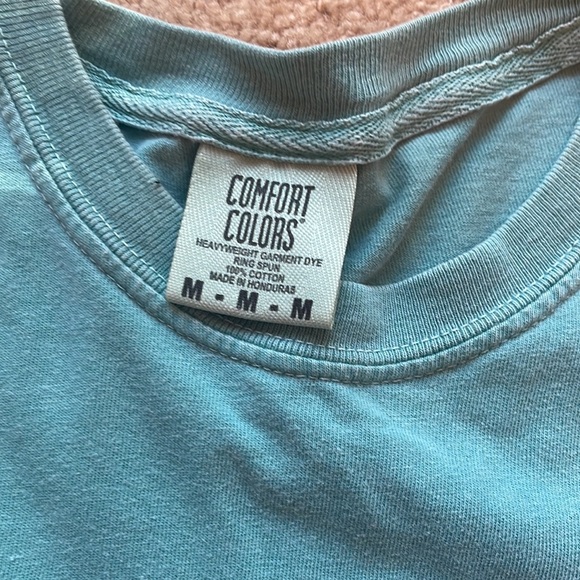 COMFORT
COLORS®
HEAVYWEIGHT GARMENT DYE
RING SPUN
100% COTTON
MADE IN HONDURAS
M - M - M